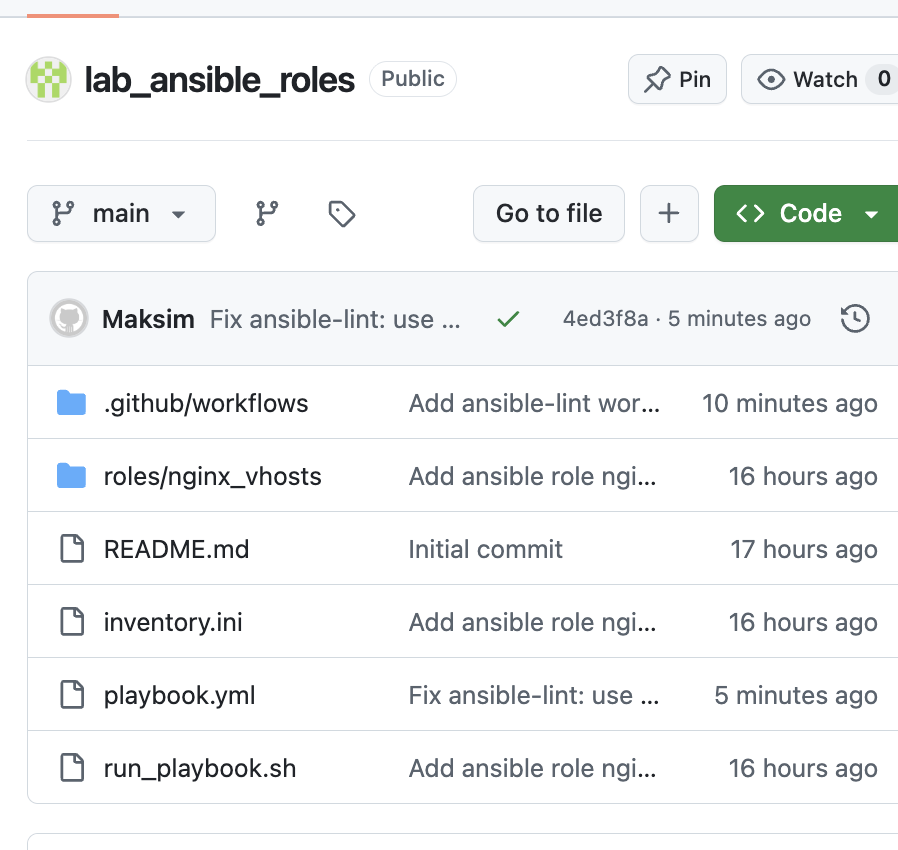 lab_ansible_roles Public Pin Watch 0
main Go to file + <> Code
Maksim Fix ansible-lint: use ... 4ed3f8a · 5 minutes ago
.github/workflows Add ansible-lint wor... 10 minutes ago
roles/nginx_vhosts Add ansible role ngi... 16 hours ago
README.md Initial commit 17 hours ago
inventory.ini Add ansible role ngi... 16 hours ago
playbook.yml Fix ansible-lint: use ... 5 minutes ago
run_playbook.sh Add ansible role ngi... 16 hours ago